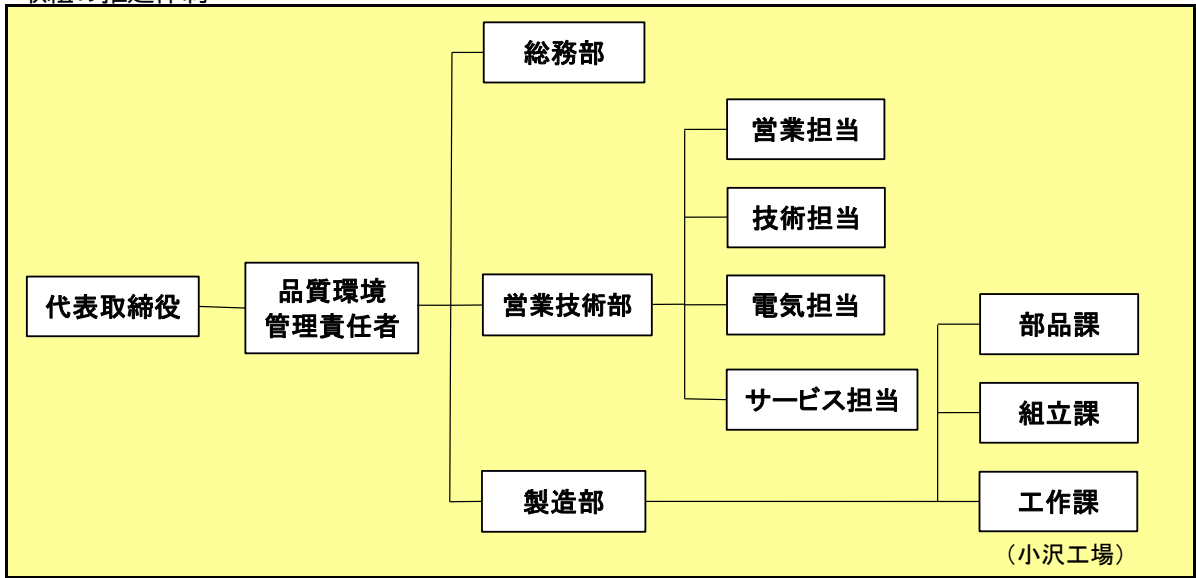 総務部
営業担当
技術担当
代表取締役
品質環境
管理責任者
営業技術部
電気担当
部品課
サービス担当
組立課
製造部
工作課
（小沢工場）